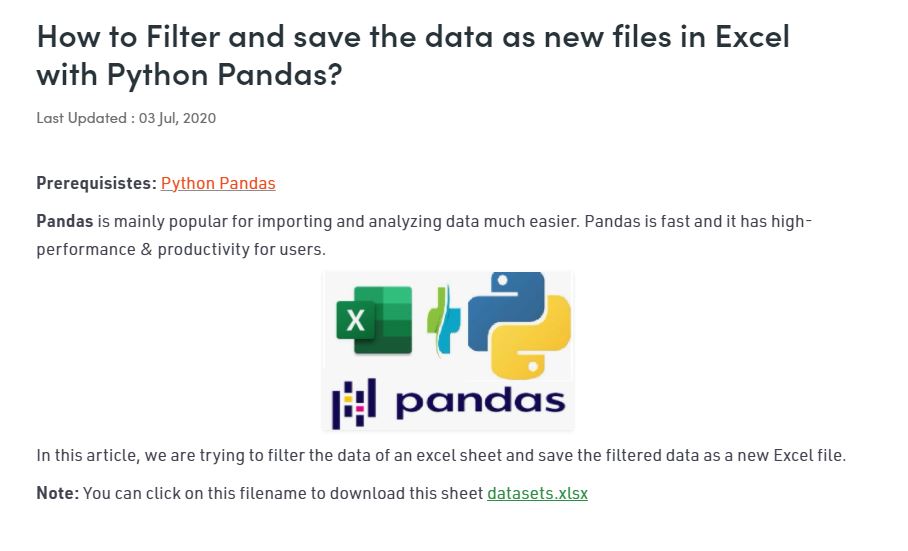 How to Filter and save the data as new files in Excel
with Python Pandas?
Last Updated : 03 Jul, 2020
Prerequisistes: Python Pandas
Pandas is mainly popular for importing and analyzing data much easier. Pandas is fast and it has high-
performance & productivity for users.
X
pandas
In this article, we are trying to filter the data of an excel sheet and save the filtered data as a new Excel file.
Note: You can click on this filename to download this sheet datasets.xlsx